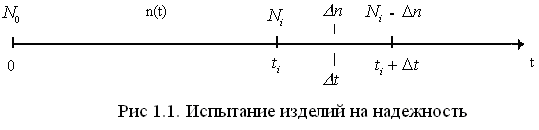 N₀ n(t) Nᵢ Δn Nᵢ - Δn
0 tᵢ Δt tᵢ + Δt t
Рис 1.1. Испытание изделий на надежность